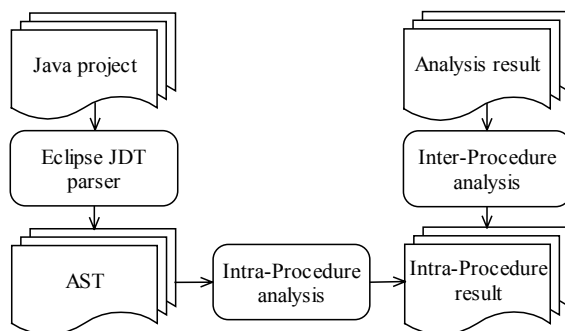 Java project
Analysis result
Eclipse JDT
parser
Inter-Procedure
analysis
AST
Intra-Procedure
analysis
Intra-Procedure
result